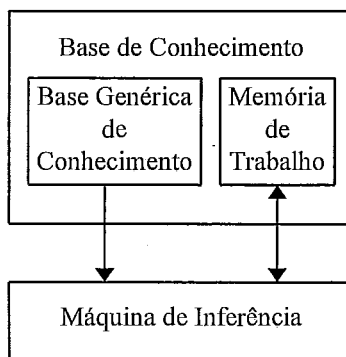 Base de Conhecimento
Base Genérica
de
Conhecimento
Memória
de
Trabalho
Máquina de Inferência